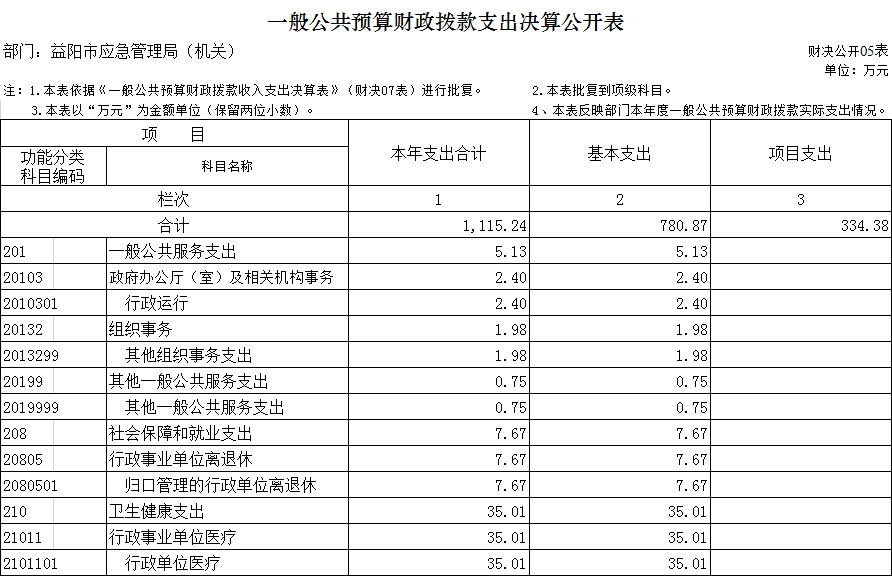 一般公共预算财政拨款支出决算公开表
部门：益阳市应急管理局（机关）
财决公开05表
单位：万元
注：1.本表依据《一般公共预算财政拨款收入支出决算表》（财决07表）进行批复。 2.本表批复到项级科目。
3.本表以“万元”为金额单位（保留两位小数）。 4、本表反映部门本年度一般公共预算财政拨款实际支出情况。
项 目 本年支出合计 基本支出 项目支出
功能分类科目编码 科目名称
栏次 1 2 3
合计 1,115.24 780.87 334.38
201 一般公共服务支出 5.13 5.13
20103 政府办公厅（室）及相关机构事务 2.40 2.40
2010301 行政运行 2.40 2.40
20132 组织事务 1.98 1.98
2013299 其他组织事务支出 1.98 1.98
20199 其他一般公共服务支出 0.75 0.75
2019999 其他一般公共服务支出 0.75 0.75
208 社会保障和就业支出 7.67 7.67
20805 行政事业单位离退休 7.67 7.67
2080501 归口管理的行政单位离退休 7.67 7.67
210 卫生健康支出 35.01 35.01
21011 行政事业单位医疗 35.01 35.01
2101101 行政单位医疗 35.01 35.01